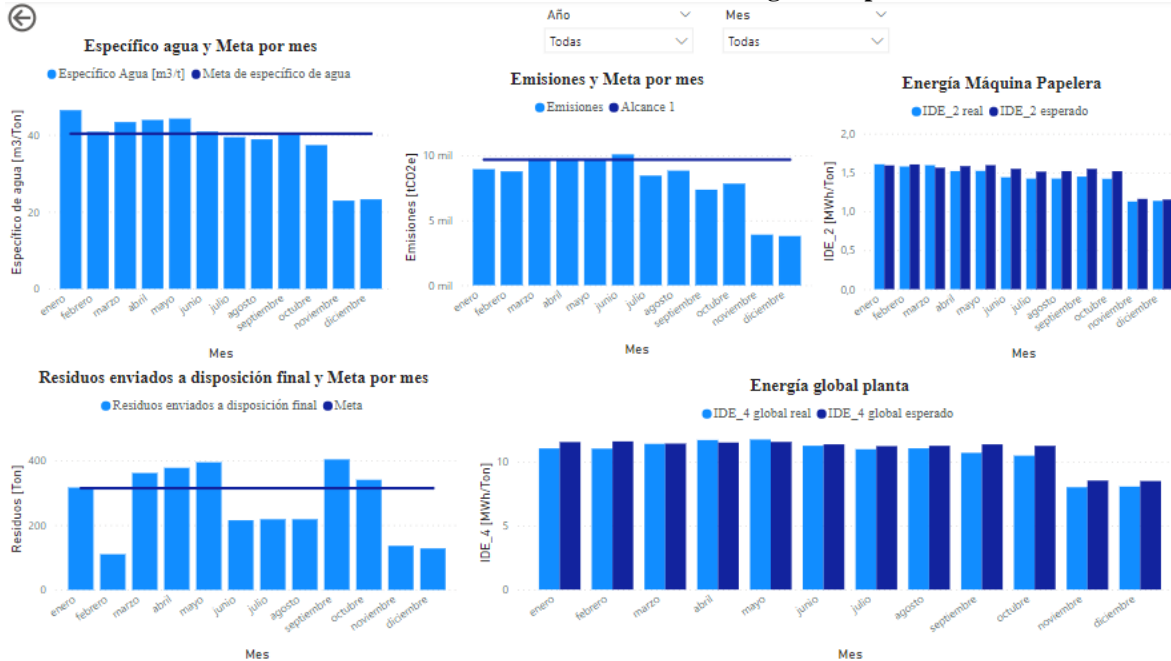 Año
Mes
Todas
Todas
Específico agua y Meta por mes
Específico Agua [m3/t] Meta de específico de agua
Específico de agua [m3/Ton]
40
20
0
enero febrero marzo abril mayo junio julio agosto septiembre octubre noviembre diciembre
Mes
Emisiones y Meta por mes
Emisiones Alcance 1
Emisiones [tCO2e]
10 mil
5 mil
0 mil
enero febrero marzo abril mayo junio julio agosto septiembre octubre noviembre diciembre
Mes
Energía Máquina Papelera
IDE_2 real IDE_2 esperado
IDE_2 [MWh/Ton]
2,0
1,5
1,0
0,5
0,0
enero febrero marzo abril mayo junio julio agosto septiembre octubre noviembre diciembre
Mes
Residuos enviados a disposición final y Meta por mes
Residuos enviados a disposición final Meta
Residuos [Ton]
400
200
0
enero febrero marzo abril mayo junio julio agosto septiembre octubre noviembre diciembre
Mes
Energía global planta
IDE_4 global real IDE_4 global esperado
IDE_4 [MWh/Ton]
10
5
0
enero febrero marzo abril mayo junio julio agosto septiembre octubre noviembre diciembre
Mes